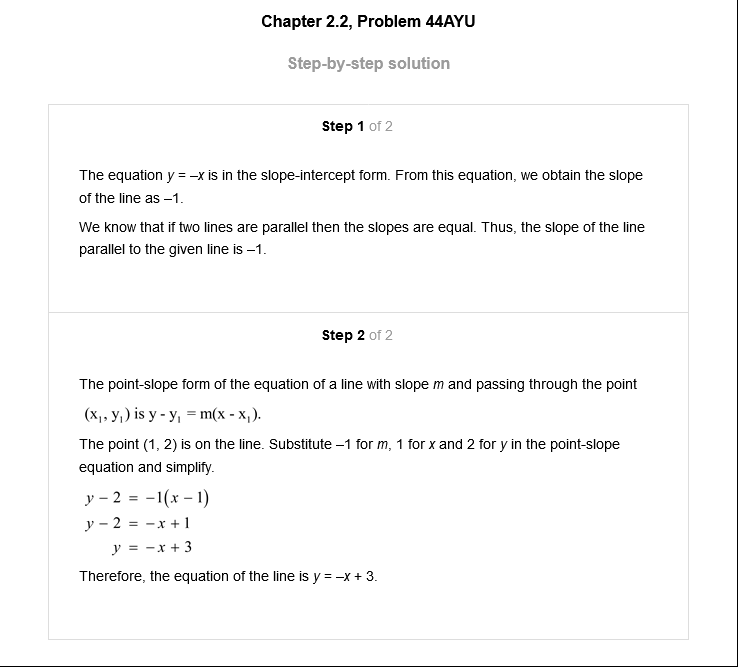 Chapter 2.2, Problem 44AYU
Step-by-step solution
Step 1 of 2
The equation y = –x is in the slope-intercept form. From this equation, we obtain the slope
of the line as –1.
We know that if two lines are parallel then the slopes are equal. Thus, the slope of the line
parallel to the given line is –1.
Step 2 of 2
The point-slope form of the equation of a line with slope m and passing through the point
(x₁, y₁) is y - y₁ = m(x - x₁).
The point (1, 2) is on the line. Substitute –1 for m, 1 for x and 2 for y in the point-slope
equation and simplify.
y − 2 = −1(x − 1)
y − 2 = −x + 1
y = −x + 3
Therefore, the equation of the line is y = –x + 3.